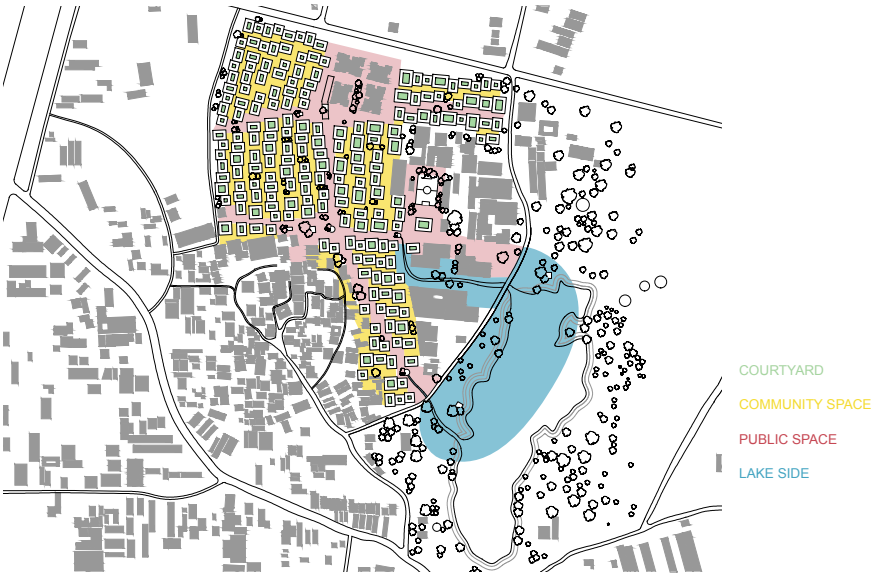 COURTYARD
COMMUNITY SPACE
PUBLIC SPACE
LAKE SIDE